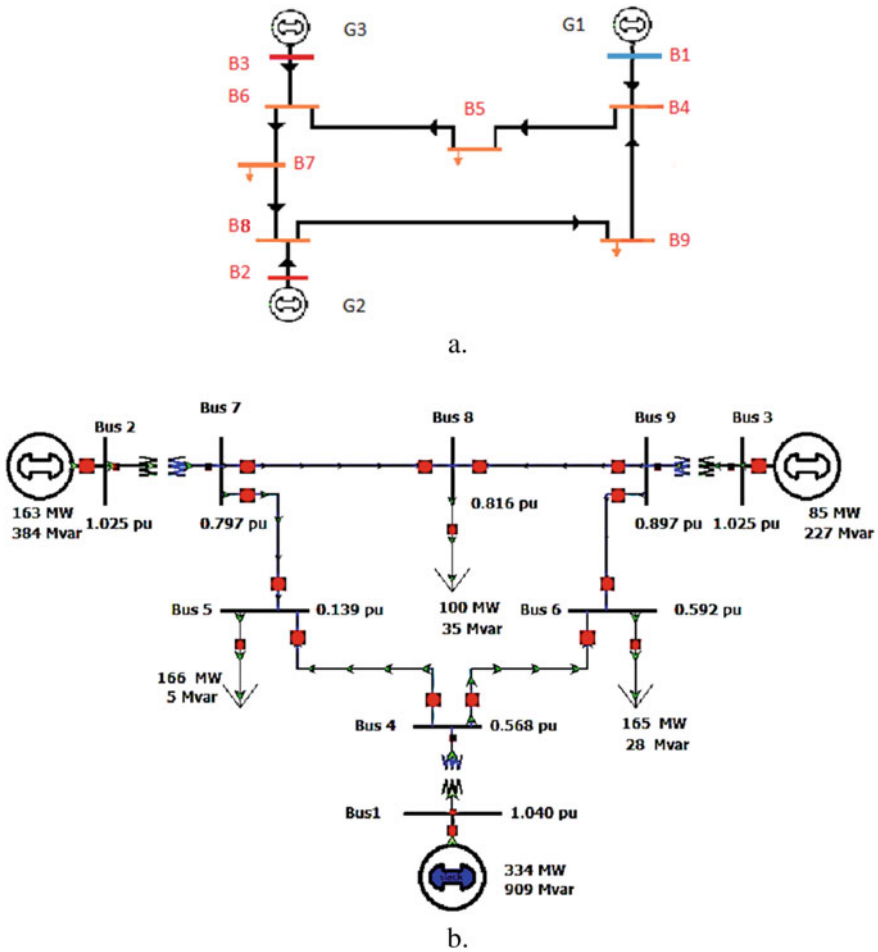 G3
G1
B3
B1
B6
B5
B4
B7
B8
B9
B2
G2
a.
Bus 2
Bus 7
Bus 8
Bus 9
Bus 3
163 MW
384 Mvar
1.025 pu
0.797 pu
0.816 pu
0.897 pu
1.025 pu
85 MW
227 Mvar
100 MW
35 Mvar
Bus 5
0.139 pu
Bus 6
0.592 pu
166 MW
5 Mvar
Bus 4
0.568 pu
165 MW
28 Mvar
Bus1
1.040 pu
slack
334 MW
909 Mvar
b.